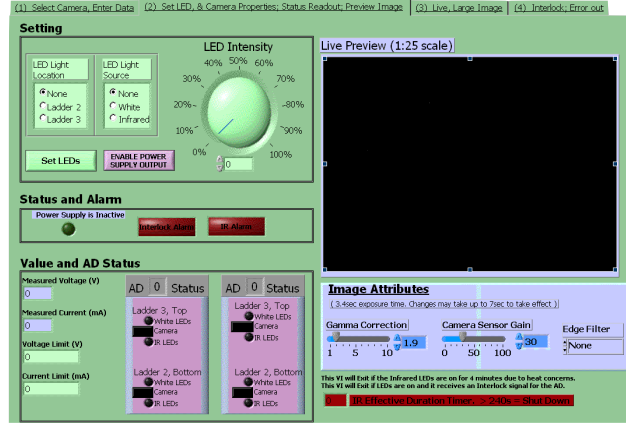 (1) Select Camera, Enter Data (2) Set LED, & Camera Properties; Status Readout; Preview Image (3) Live, Large Image (4) Interlock; Error out
Setting
LED Light Location
None
Ladder 2
Ladder 3
LED Light Source
None
White
Infrared
LED Intensity
0% 10% 20% 30% 40% 50% 60% 70% 80% 90% 100%
0
Set LEDs
ENABLE POWER SUPPLY OUTPUT
Status and Alarm
Power Supply is Inactive
Interlock Alarm
IR Alarm
Value and AD Status
Measured Voltage (V)
0
Measured Current (mA)
0
Voltage Limit (V)
0
Current Limit (mA)
0
AD 0 Status
Ladder 3, Top
White LEDs
Camera
IR LEDs
Ladder 2, Bottom
White LEDs
Camera
IR LEDs
AD 0 Status
Ladder 3, Top
White LEDs
Camera
IR LEDs
Ladder 2, Bottom
White LEDs
Camera
IR LEDs
Live Preview (1:25 scale)
Image Attributes
( 3.4sec exposure time. Changes may take up to 7sec to take effect )
Gamma Correction
1 5 10
1.9
Camera Sensor Gain
0 50 100
30
Edge Filter
None
This VI will Exit if the Infrared LEDs are on for 4 minutes due to heat concerns.
This VI will Exit if LEDs are on and it receives an Interlock signal for the AD.
0 IR Effective Duration Timer. > 240s = Shut Down